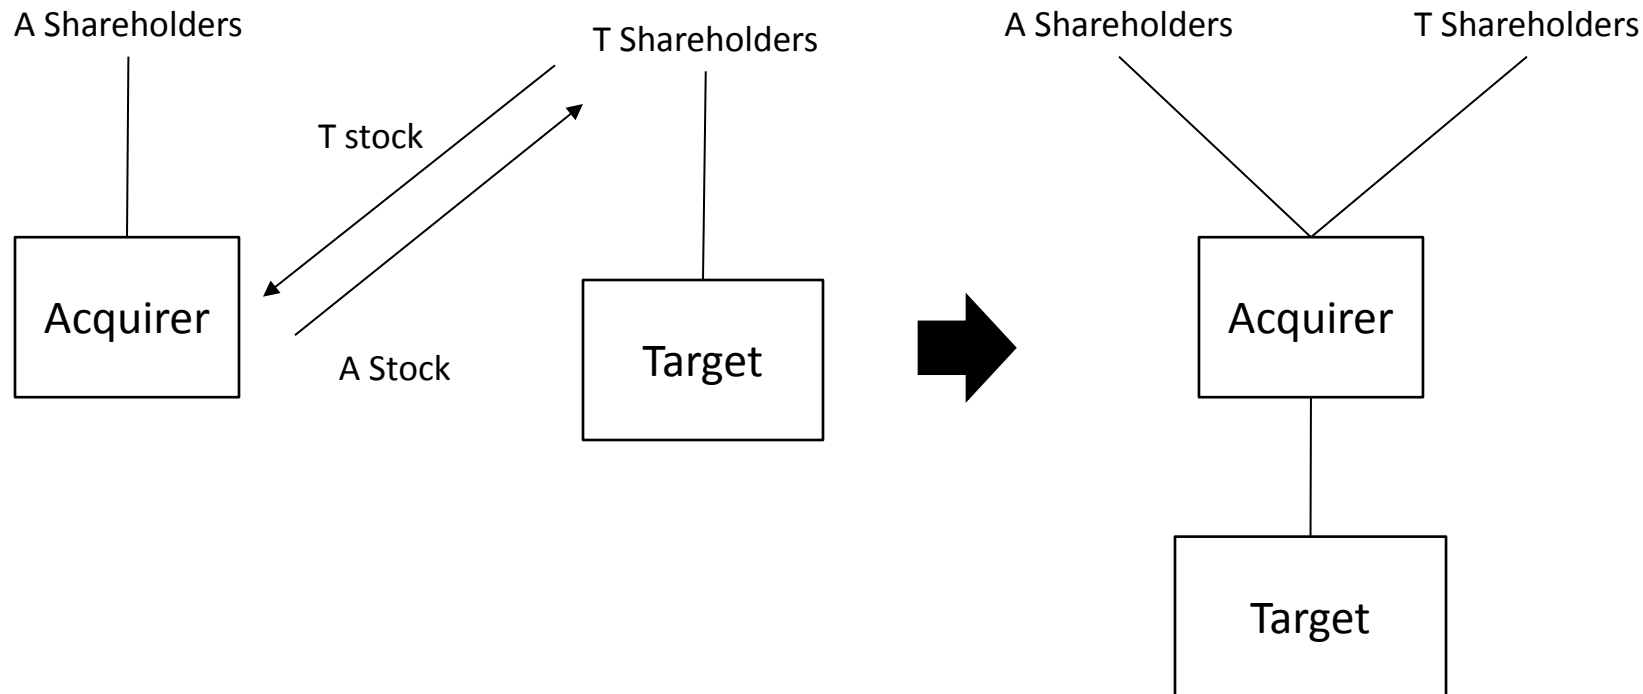 A Shareholders
T Shareholders
T stock
A Stock
Acquirer
Target
A Shareholders
T Shareholders
Acquirer
Target